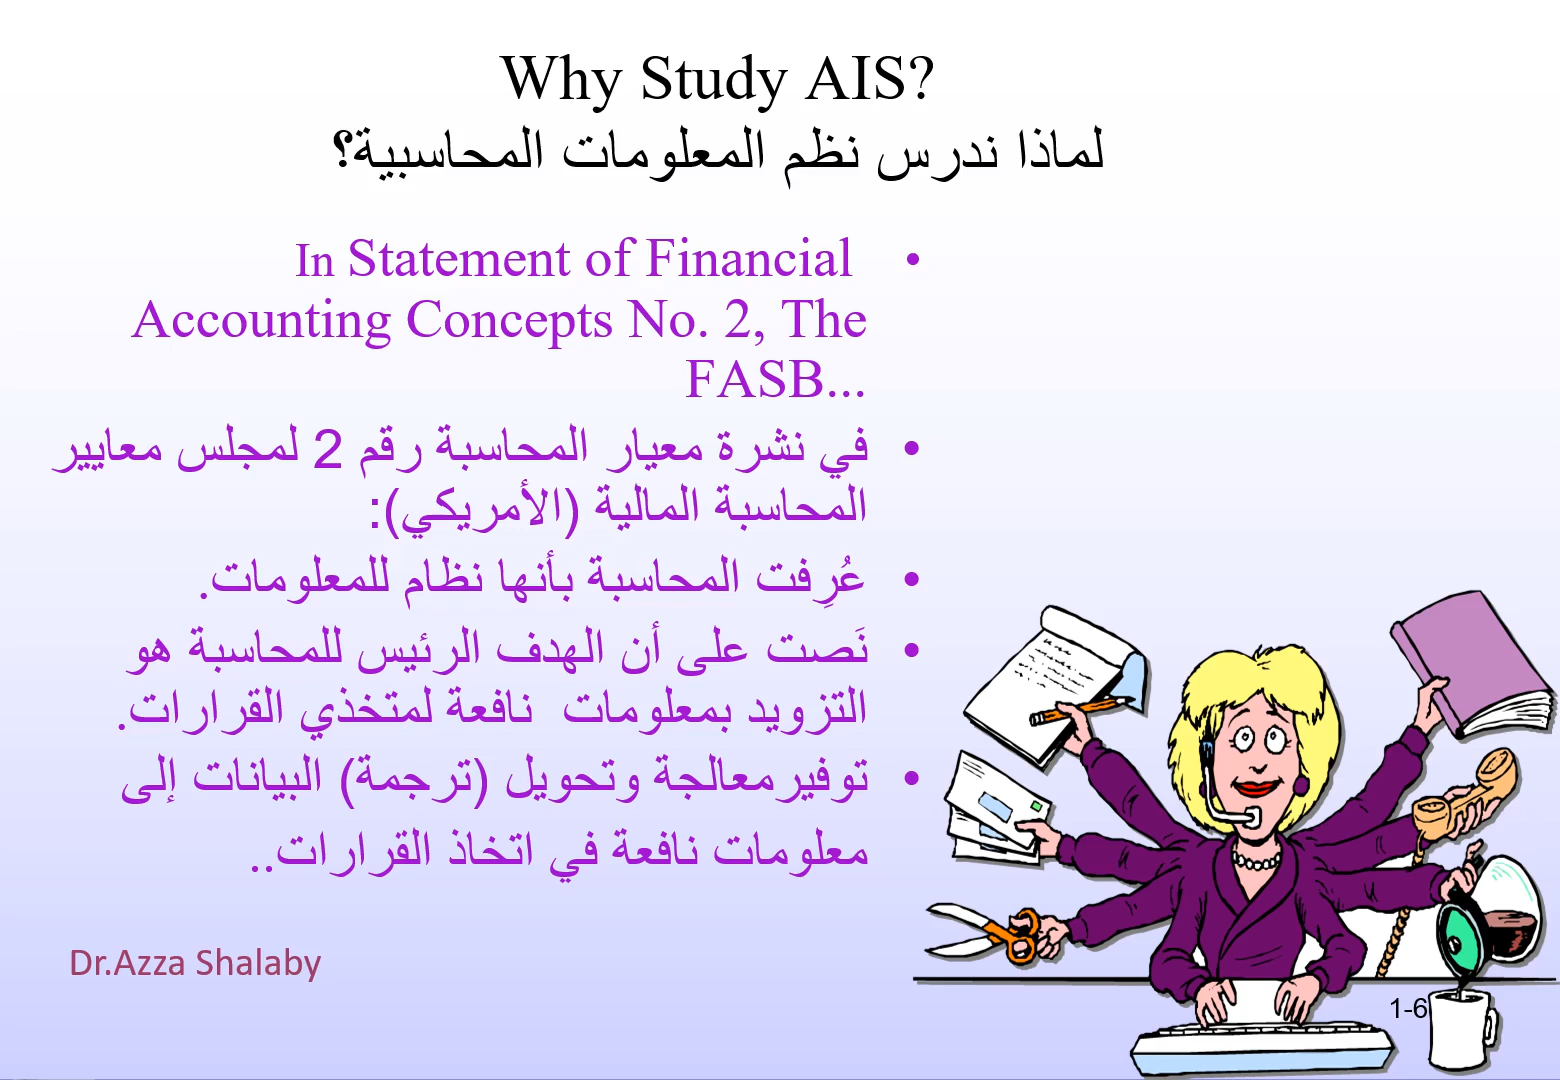 Why Study AIS?
لماذا ندرس نظم المعلومات المحاسبية؟
• In Statement of Financial
Accounting Concepts No. 2, The
FASB...
• في نشرة معيار المحاسبة رقم 2 لمجلس معايير
المحاسبة المالية (الأمريكي):
• عُرِفت المحاسبة بأنها نظام للمعلومات.
• نَصت على أن الهدف الرئيس للمحاسبة هو
التزويد بمعلومات نافعة لمتخذي القرارات.
• توفيرمعالجة وتحويل (ترجمة) البيانات إلى
معلومات نافعة في اتخاذ القرارات..
Dr.Azza Shalaby
1-6